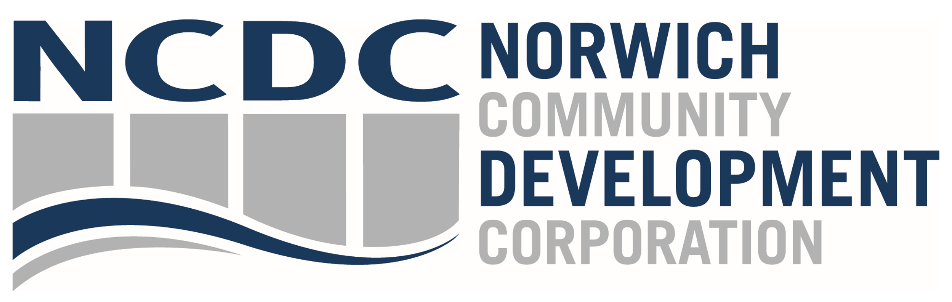 NCDC
NORWICH
COMMUNITY
DEVELOPMENT
CORPORATION